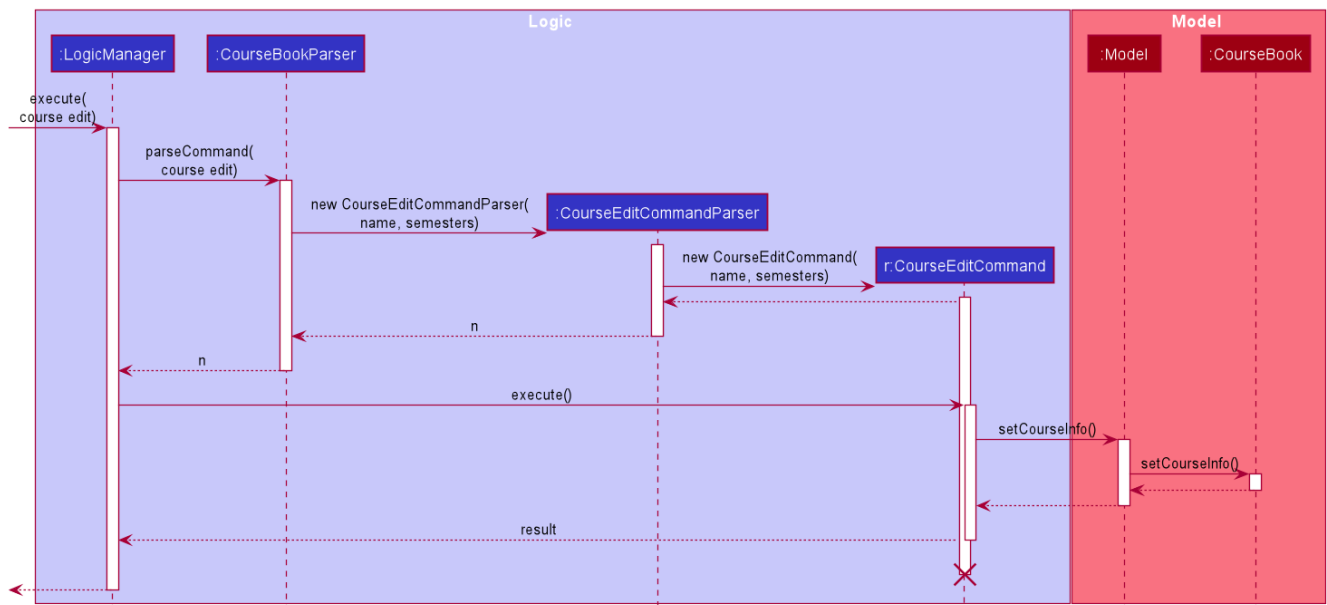 Logic
Model
:LogicManager
:CourseBookParser
:Model
:CourseBook
execute(
course edit)
parseCommand(
course edit)
new CourseEditCommandParser(
name, semesters)
:CourseEditCommandParser
new CourseEditCommand(
name, semesters)
r:CourseEditCommand
n
n
execute()
setCourseInfo()
setCourseInfo()
result